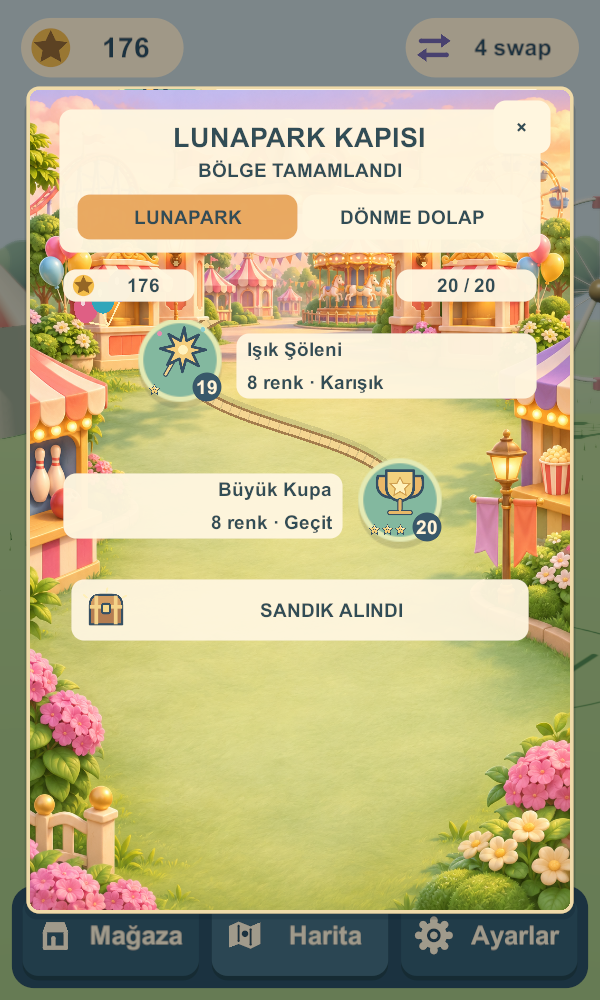 176
4 swap
LUNAPARK KAPISI
×
BÖLGE TAMAMLANDI
LUNAPARK
DÖNME DOLAP
176
20 / 20
19
Işık Şöleni
8 renk · Karışık
Büyük Kupa
8 renk · Geçit
20
SANDIK ALINDI
Mağaza
Harita
Ayarlar